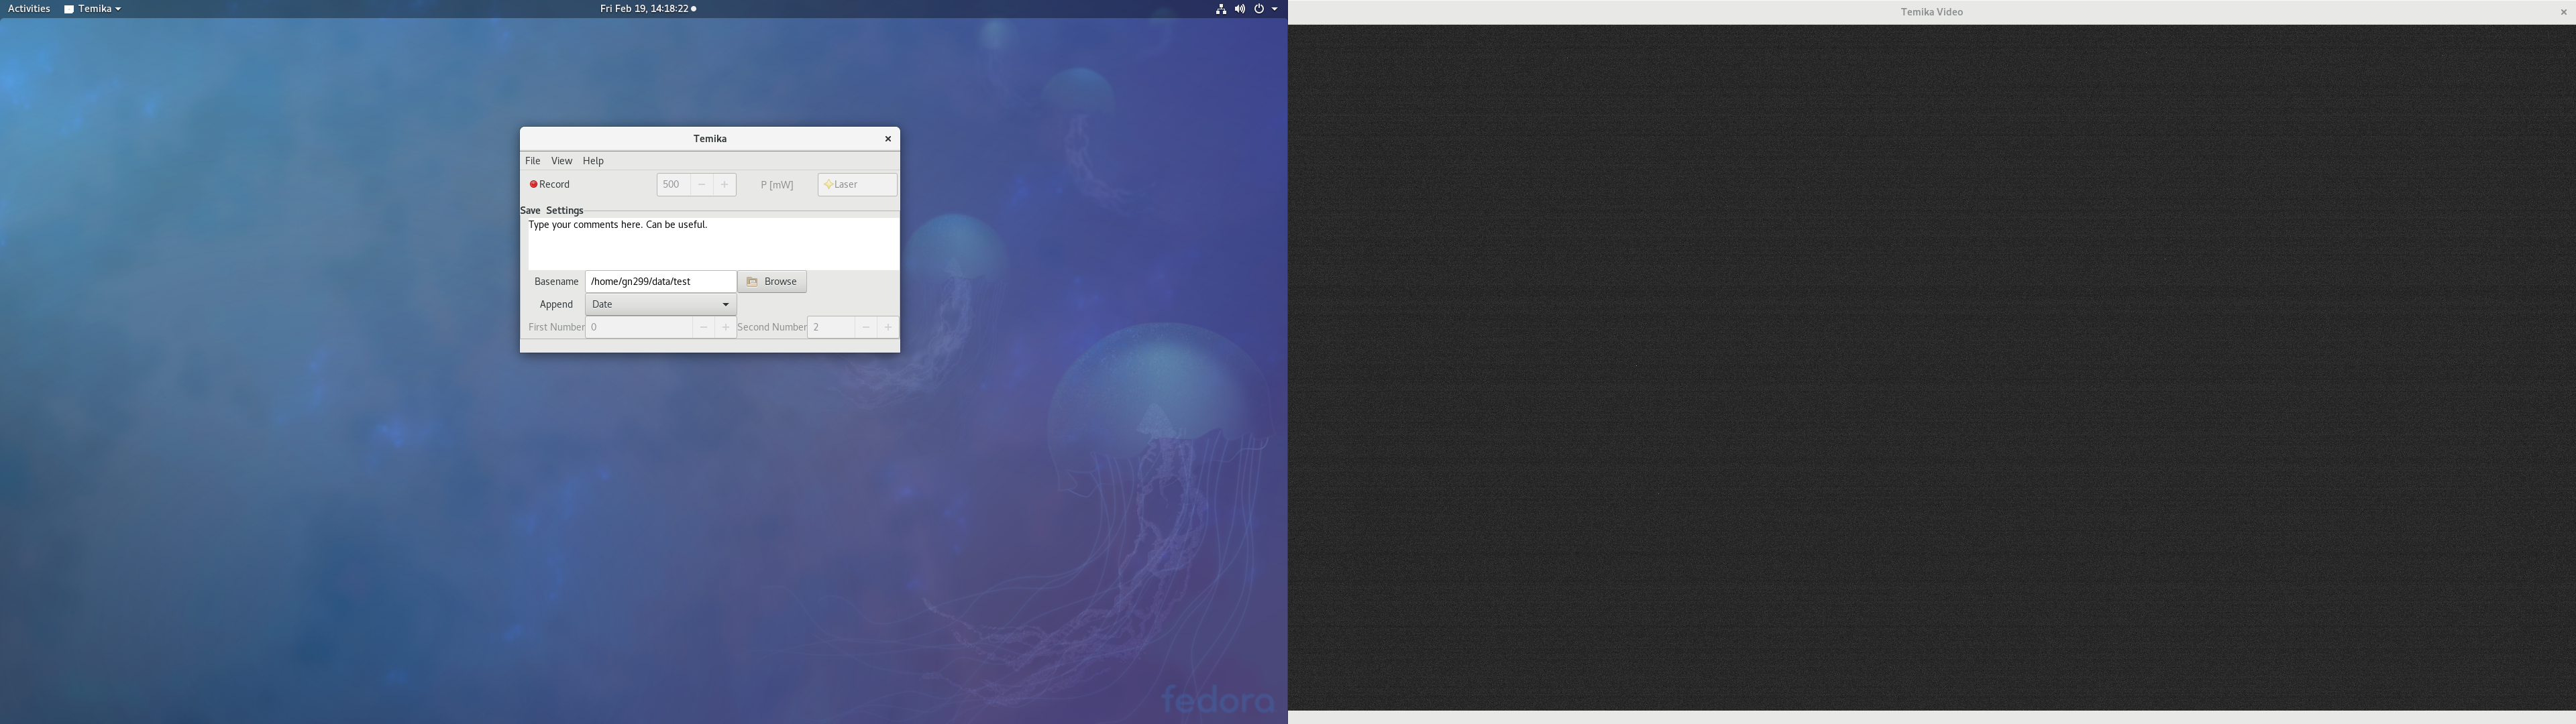 Activities Temika Fri Feb 19, 14:18:22
Temika Video
Temika
File View Help
Record 500 P [mW] Laser
Save Settings
Type your comments here. Can be useful.
Basename /home/gn299/data/test Browse
Append Date
First Number 0 Second Number 2
fedora